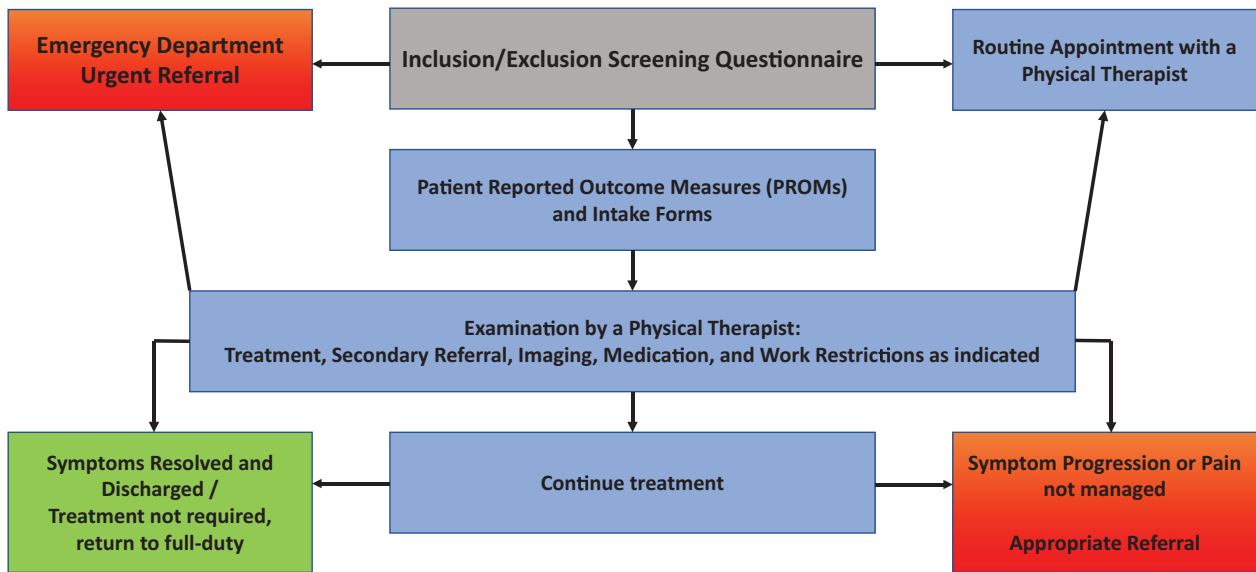 Emergency Department
Urgent Referral
Inclusion/Exclusion Screening Questionnaire
Routine Appointment with a
Physical Therapist
Patient Reported Outcome Measures (PROMs)
and Intake Forms
Examination by a Physical Therapist:
Treatment, Secondary Referral, Imaging, Medication, and Work Restrictions as indicated
Symptoms Resolved and
Discharged /
Treatment not required,
return to full-duty
Continue treatment
Symptom Progression or Pain
not managed
Appropriate Referral